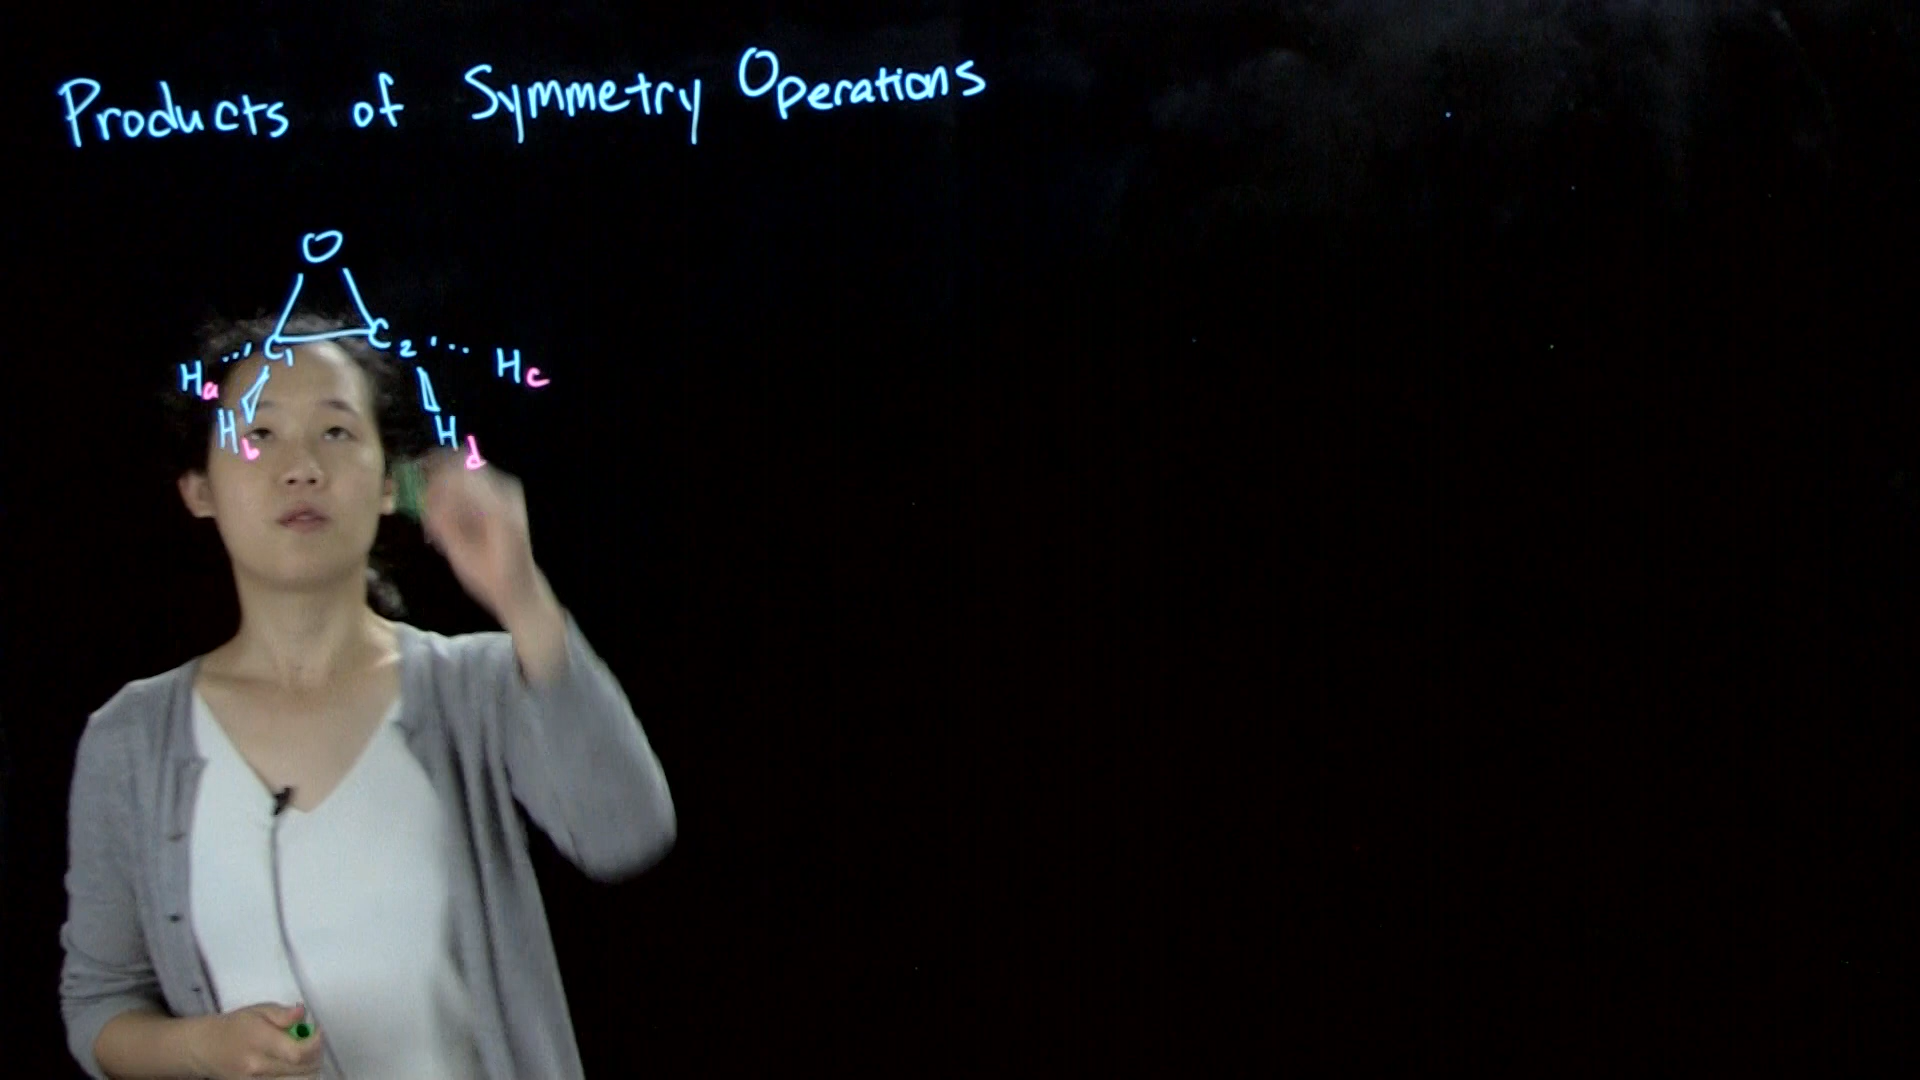 Products of Symmetry Operations
O
C1 C2
Ha Hc
Hb Hd